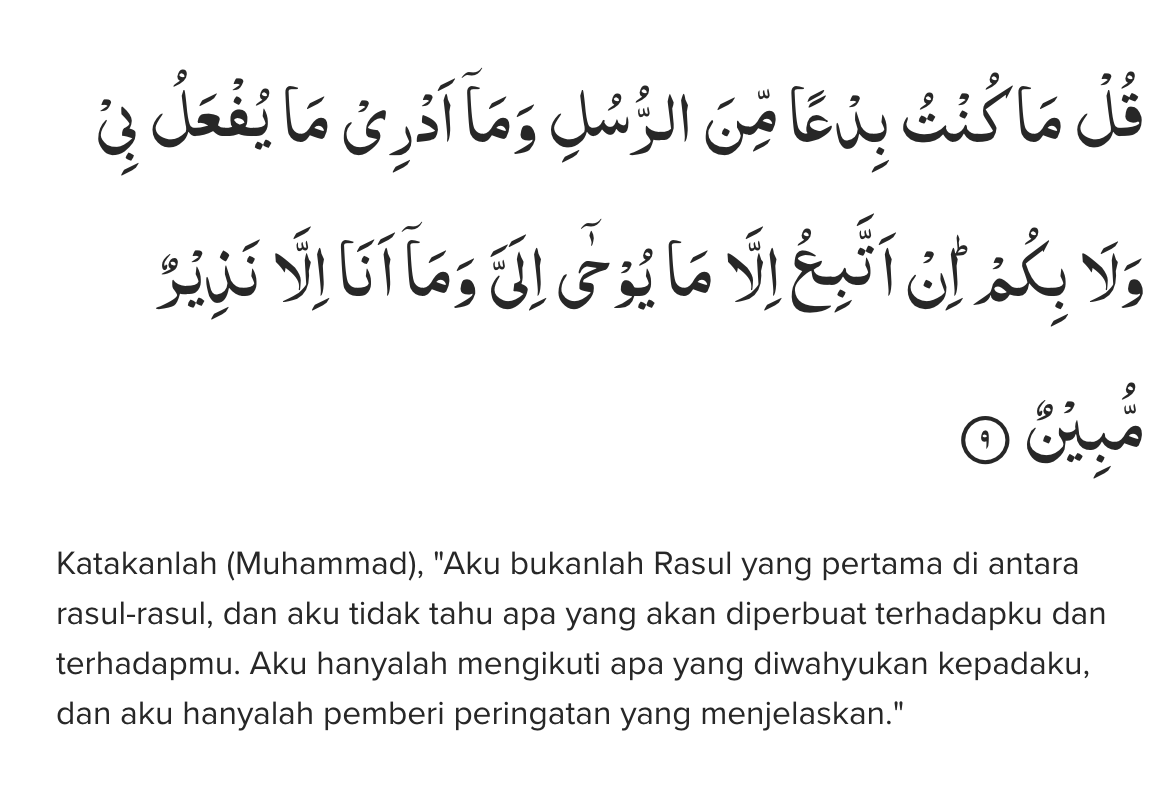 قُلْ مَا كُنْتُ بِدْعًا مِّنَ الرُّسُلِ وَمَآ اَدْرِيْ مَا يُفْعَلُ بِيْ
وَلَا بِكُمْۗ اِنْ اَتَّبِعُ اِلَّا مَا يُوْحٰٓى اِلَيَّ وَمَآ اَنَا۠ اِلَّا نَذِيْرٌ
مُّبِيْنٌ ٩
Katakanlah (Muhammad), "Aku bukanlah Rasul yang pertama di antara
rasul-rasul, dan aku tidak tahu apa yang akan diperbuat terhadapku dan
terhadapmu. Aku hanyalah mengikuti apa yang diwahyukan kepadaku,
dan aku hanyalah pemberi peringatan yang menjelaskan."